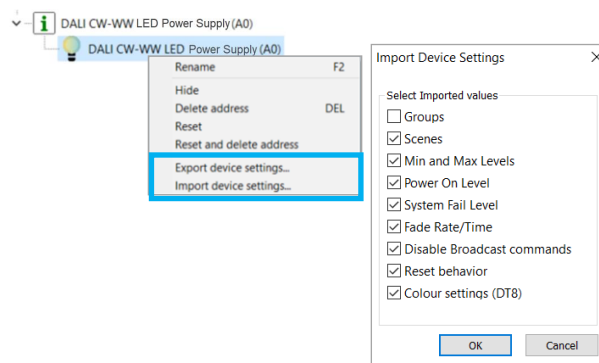 DALI CW-WW LED Power Supply (A0)
DALI CW-WW LED Power Supply (A0)
Rename F2
Hide
Delete address DEL
Reset
Reset and delete address
Export device settings...
Import device settings...
Import Device Settings
Select Imported values
Groups
Scenes
Min and Max Levels
Power On Level
System Fail Level
Fade Rate/Time
Disable Broadcast commands
Reset behavior
Colour settings (DT8)
OK Cancel